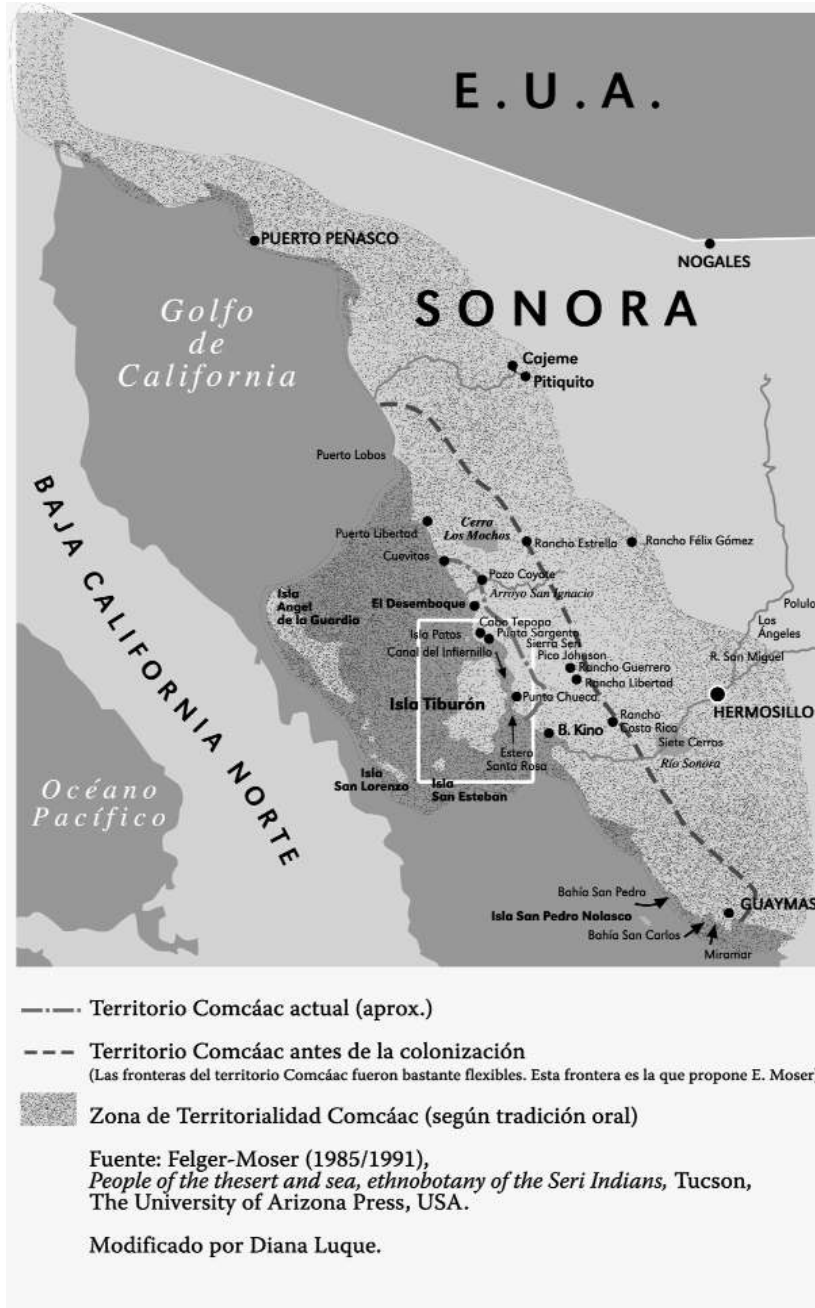 E.U.A.
PUERTO PEÑASCO
NOGALES
Golfo
de
California
SONORA
Cajeme
Pitiquito
Puerto Lobos
BAJA CALIFORNIA NORTE
Puerto Libertad
Cerro
Los Mochos
Rancho Estrella
Rancho Félix Gómez
Cuevitas
Pozo Coyote
Arroyo San Ignacio
Isla
Angel
de la Guardia
El Desemboque
Polulo
Los
Ángeles
Cabo Tepopa
Isla Patos
Punta Sargento
Sierra Seri
Canal del Infiernillo
Pico Johnson
R. San Miguel
Rancho Guerrero
Rancho Libertad
Isla Tiburón
Punta Chueca
HERMOSILLO
Rancho
Costa Rica
B. Kino
Siete Cerros
Estero
Santa Rosa
Río Sonora
Isla
San Lorenzo
Isla
San Esteban
Océano
Pacífico
Bahía San Pedro
GUAYMAS
Isla San Pedro Nolasco
Bahía San Carlos
Miramar
Territorio Comcáac actual (aprox.)
Territorio Comcáac antes de la colonización
(Las fronteras del territorio Comcáac fueron bastante flexibles. Esta frontera es la que propone E. Moser)
Zona de Territorialidad Comcáac (según tradición oral)
Fuente: Felger-Moser (1985/1991),
People of the thesert and sea, ethnobotany of the Seri Indians, Tucson,
The University of Arizona Press, USA.
Modificado por Diana Luque.